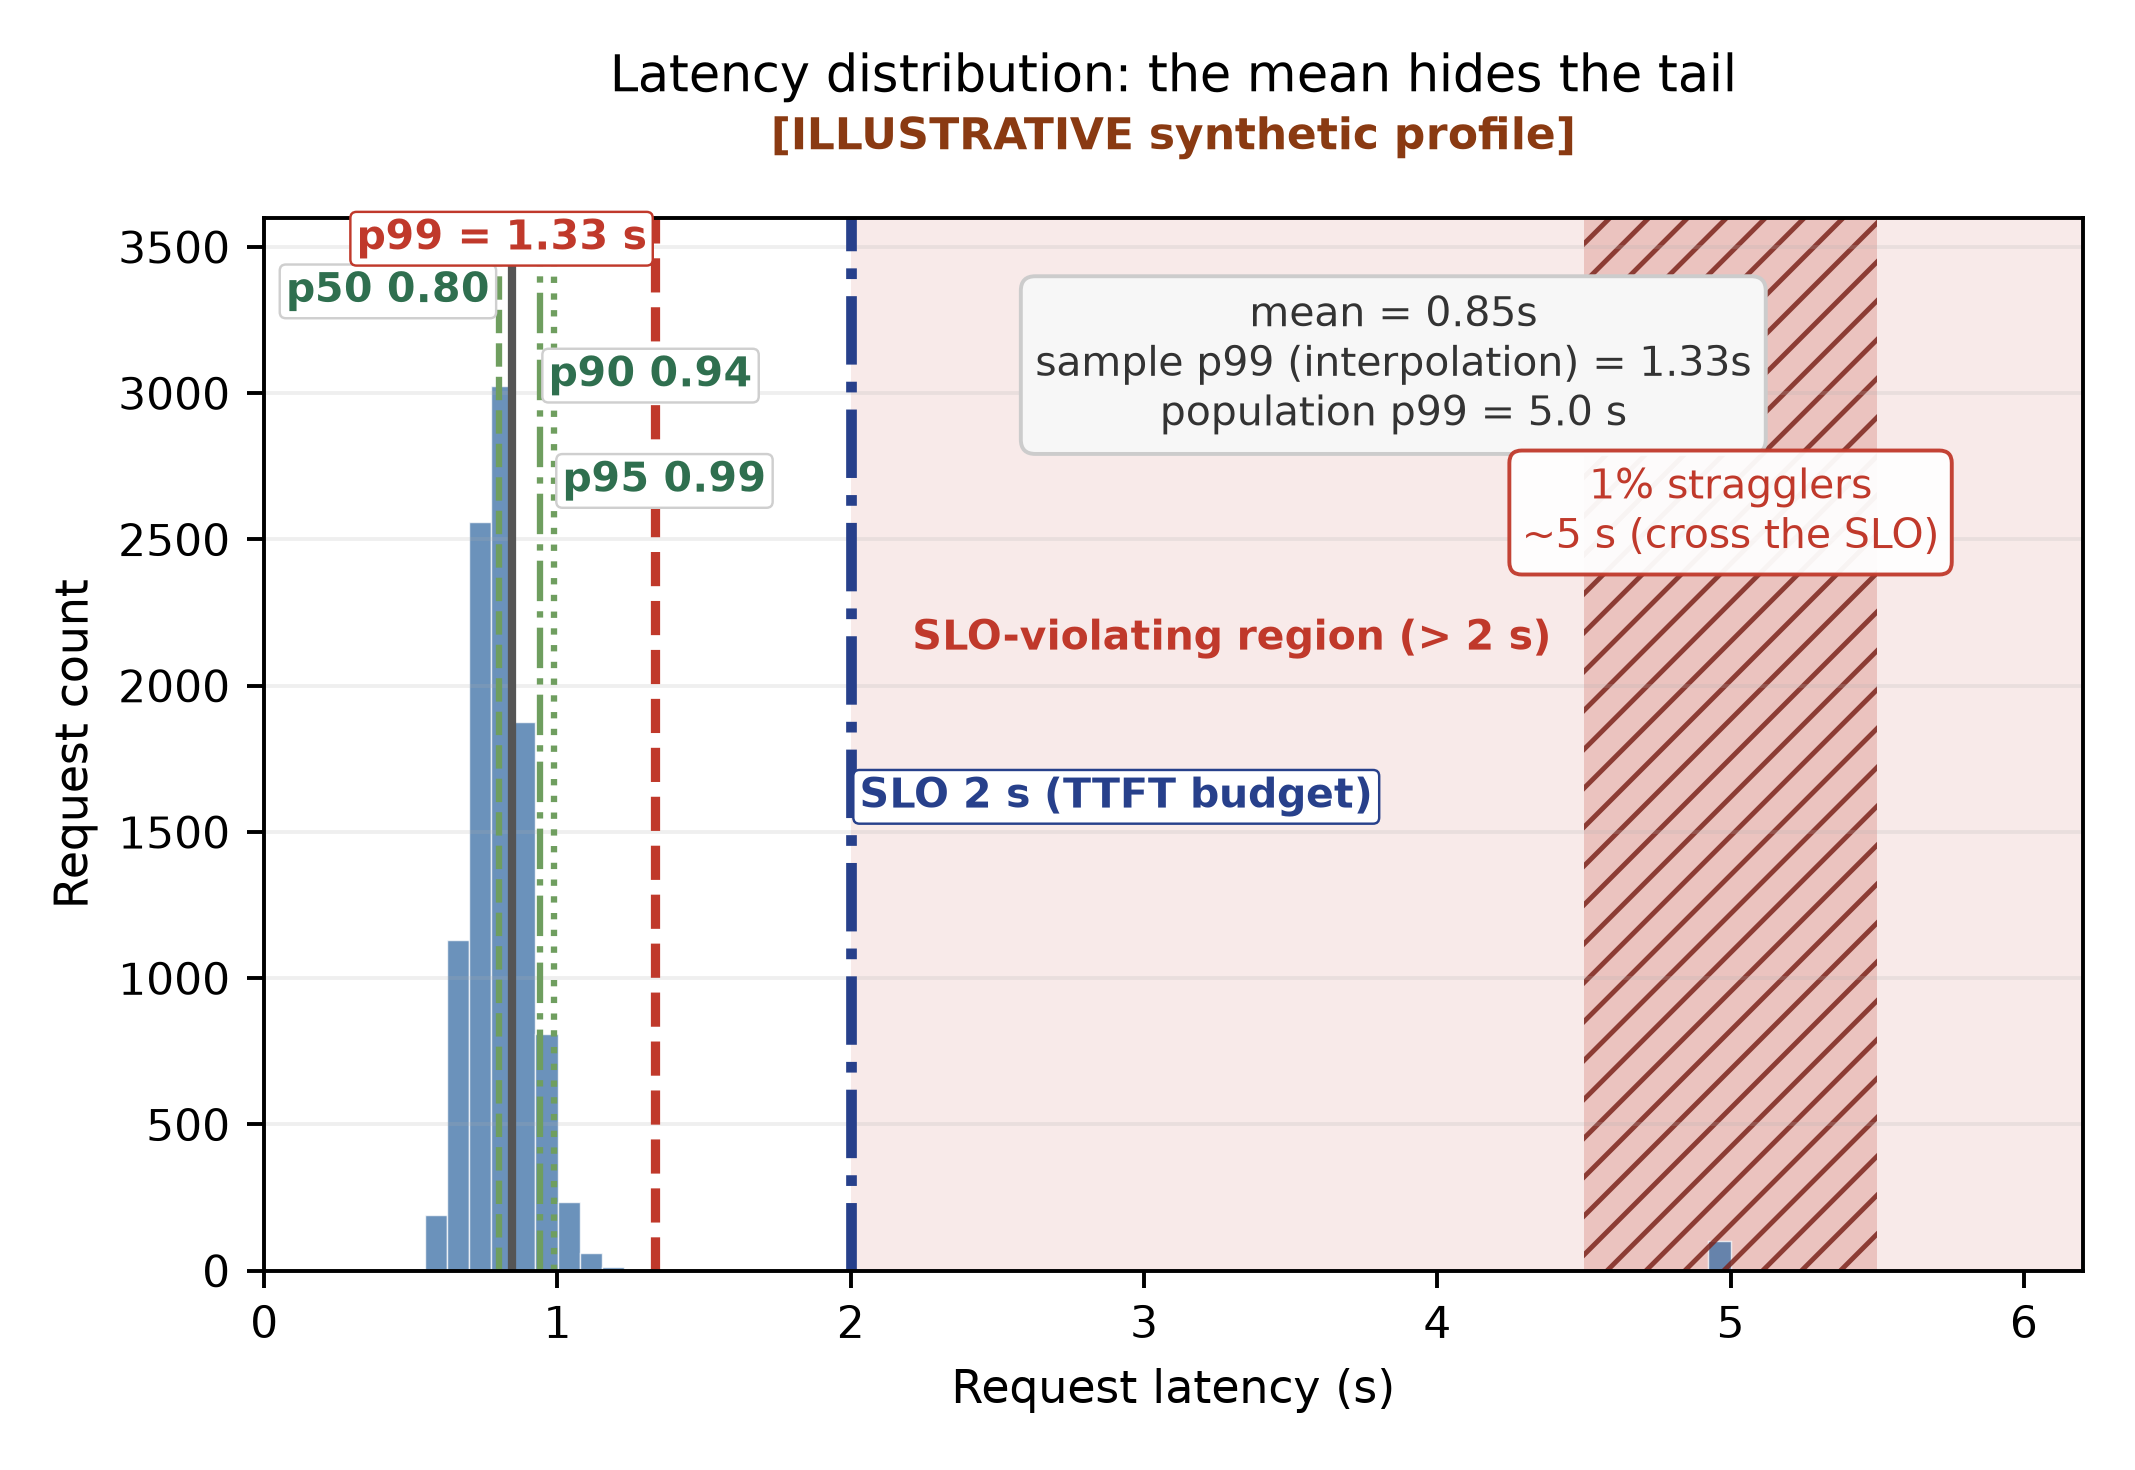 Latency distribution: the mean hides the tail
[ILLUSTRATIVE synthetic profile]
p99 = 1.33 s
p50 0.80
p90 0.94
p95 0.99
mean = 0.85s
sample p99 (interpolation) = 1.33s
population p99 = 5.0 s
1% stragglers
~5 s (cross the SLO)
SLO-violating region (> 2 s)
SLO 2 s (TTFT budget)
Request count
3500
3000
2500
2000
1500
1000
500
0
0 1 2 3 4 5 6
Request latency (s)